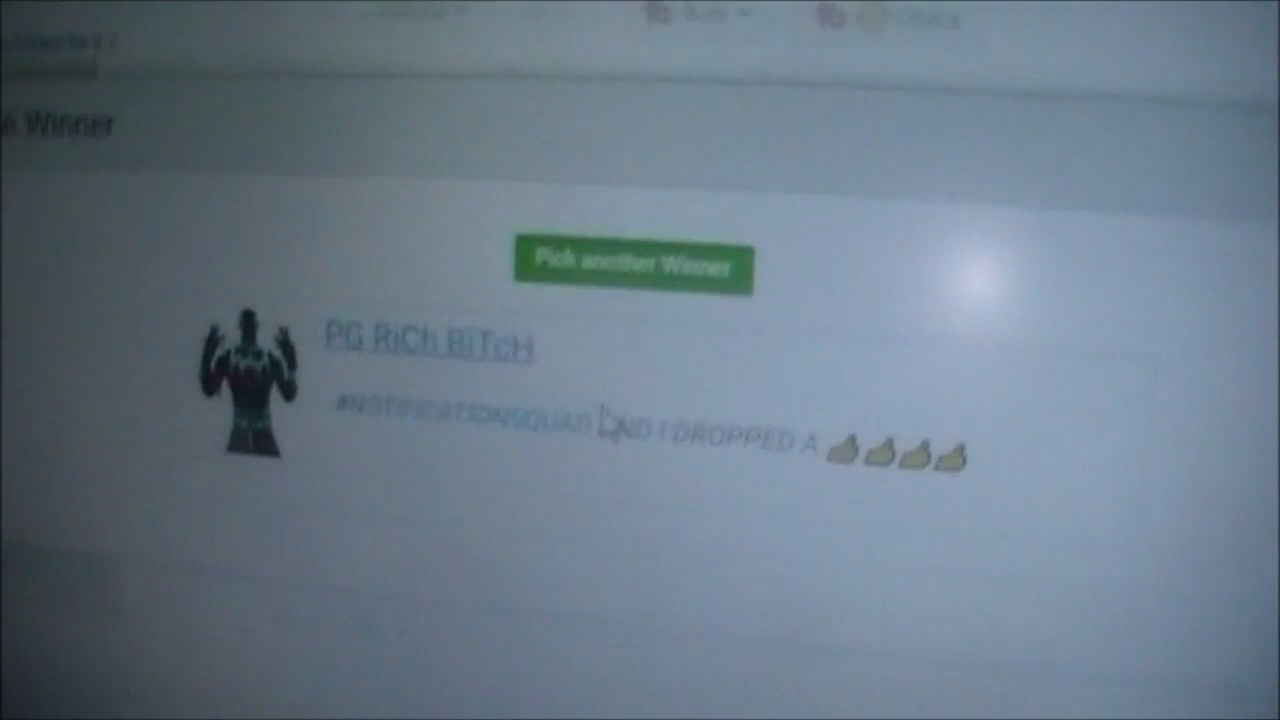 Winner
Pick another Winner
PG RiCh BiTcH
#NOTIFICATIONSQUAD AND I DROPPED A 👍👍👍👍